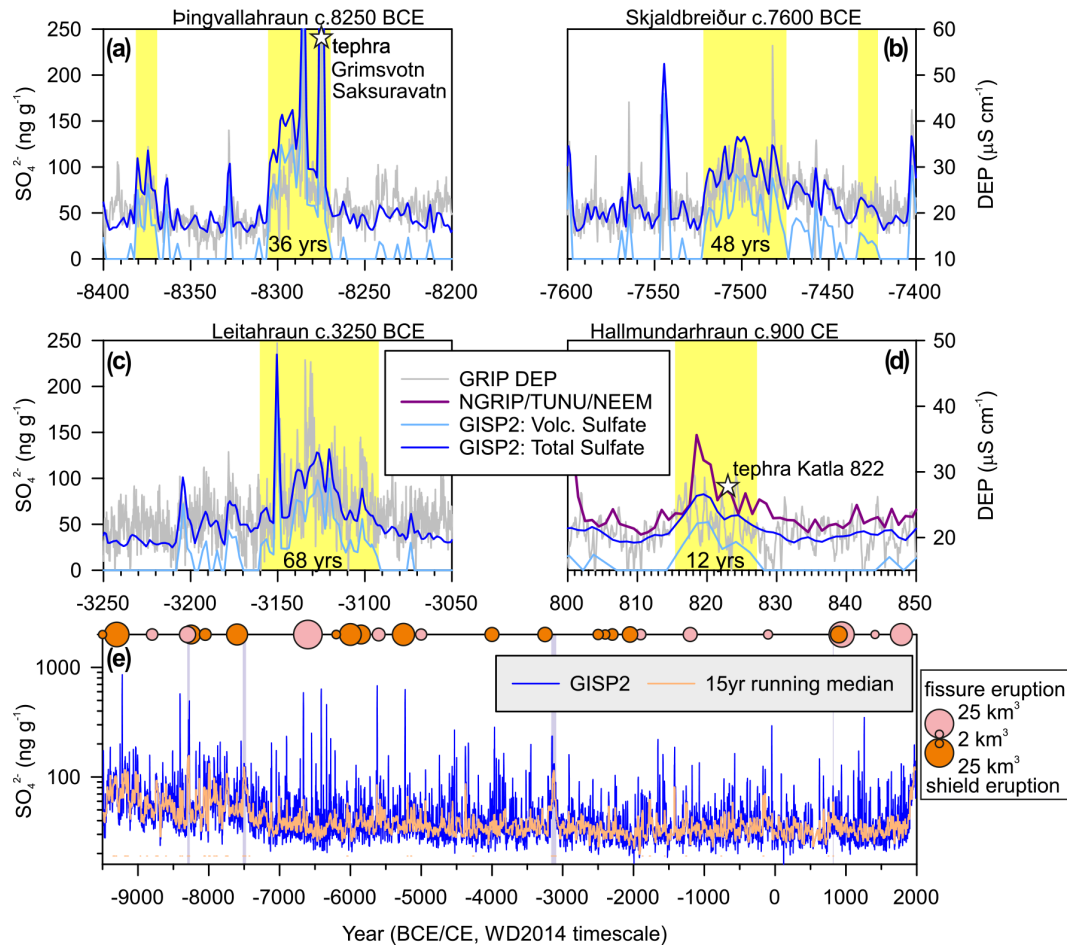 Þingvallahraun c.8250 BCE
Skjaldbreiður c.7600 BCE
250
200
150
100
50
0
SO₄²⁻ (ng g⁻¹)
(a)
tephra
Grimsvotn
Saksuravatn
36 yrs
-8400
-8350
-8300
-8250
-8200
(b)
48 yrs
60
50
40
30
20
10
DEP (µS cm⁻¹)
-7600
-7550
-7500
-7450
-7400
Leitahraun c.3250 BCE
Hallmundarhraun c.900 CE
250
200
150
100
50
0
SO₄²⁻ (ng g⁻¹)
(c)
68 yrs
-3250
-3200
-3150
-3100
-3050
GRIP DEP
NGRIP/TUNU/NEEM
GISP2: Volc. Sulfate
GISP2: Total Sulfate
(d)
tephra Katla 822
12 yrs
50
40
30
20
DEP (µS cm⁻¹)
800
810
820
830
840
850
(e)
1000
100
SO₄²⁻ (ng g⁻¹)
GISP2
15yr running median
fissure eruption
25 km³
2 km³
25 km³
shield eruption
-9000
-8000
-7000
-6000
-5000
-4000
-3000
-2000
-1000
0
1000
2000
Year (BCE/CE, WD2014 timescale)